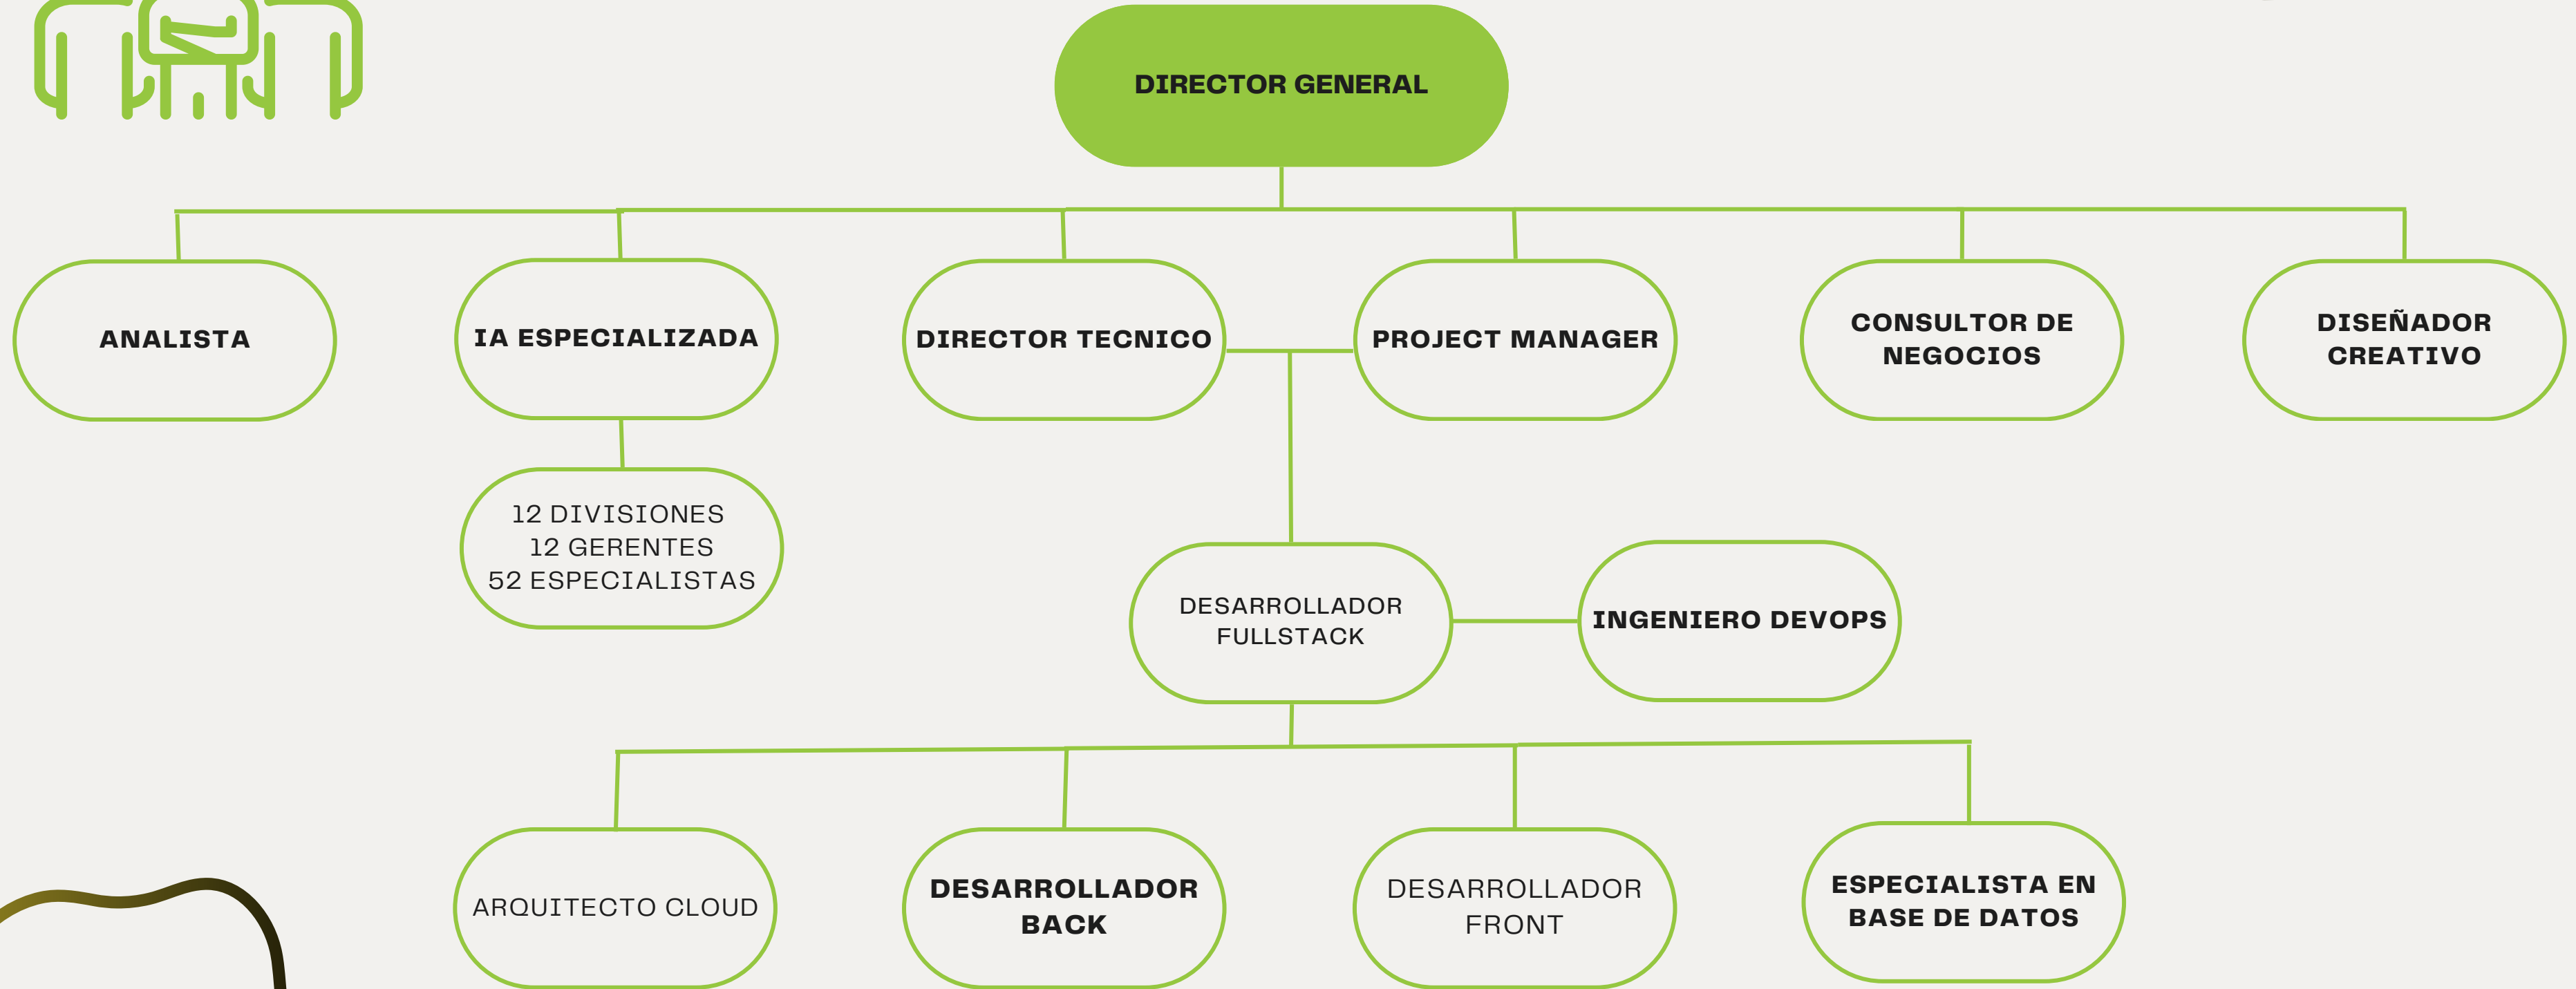 DIRECTOR GENERAL
ANALISTA
IA ESPECIALIZADA
DIRECTOR TECNICO
PROJECT MANAGER
CONSULTOR DE
NEGOCIOS
DISEÑADOR
CREATIVO
12 DIVISIONES
12 GERENTES
52 ESPECIALISTAS
DESARROLLADOR
FULLSTACK
INGENIERO DEVOPS
ARQUITECTO CLOUD
DESARROLLADOR
BACK
DESARROLLADOR
FRONT
ESPECIALISTA EN
BASE DE DATOS